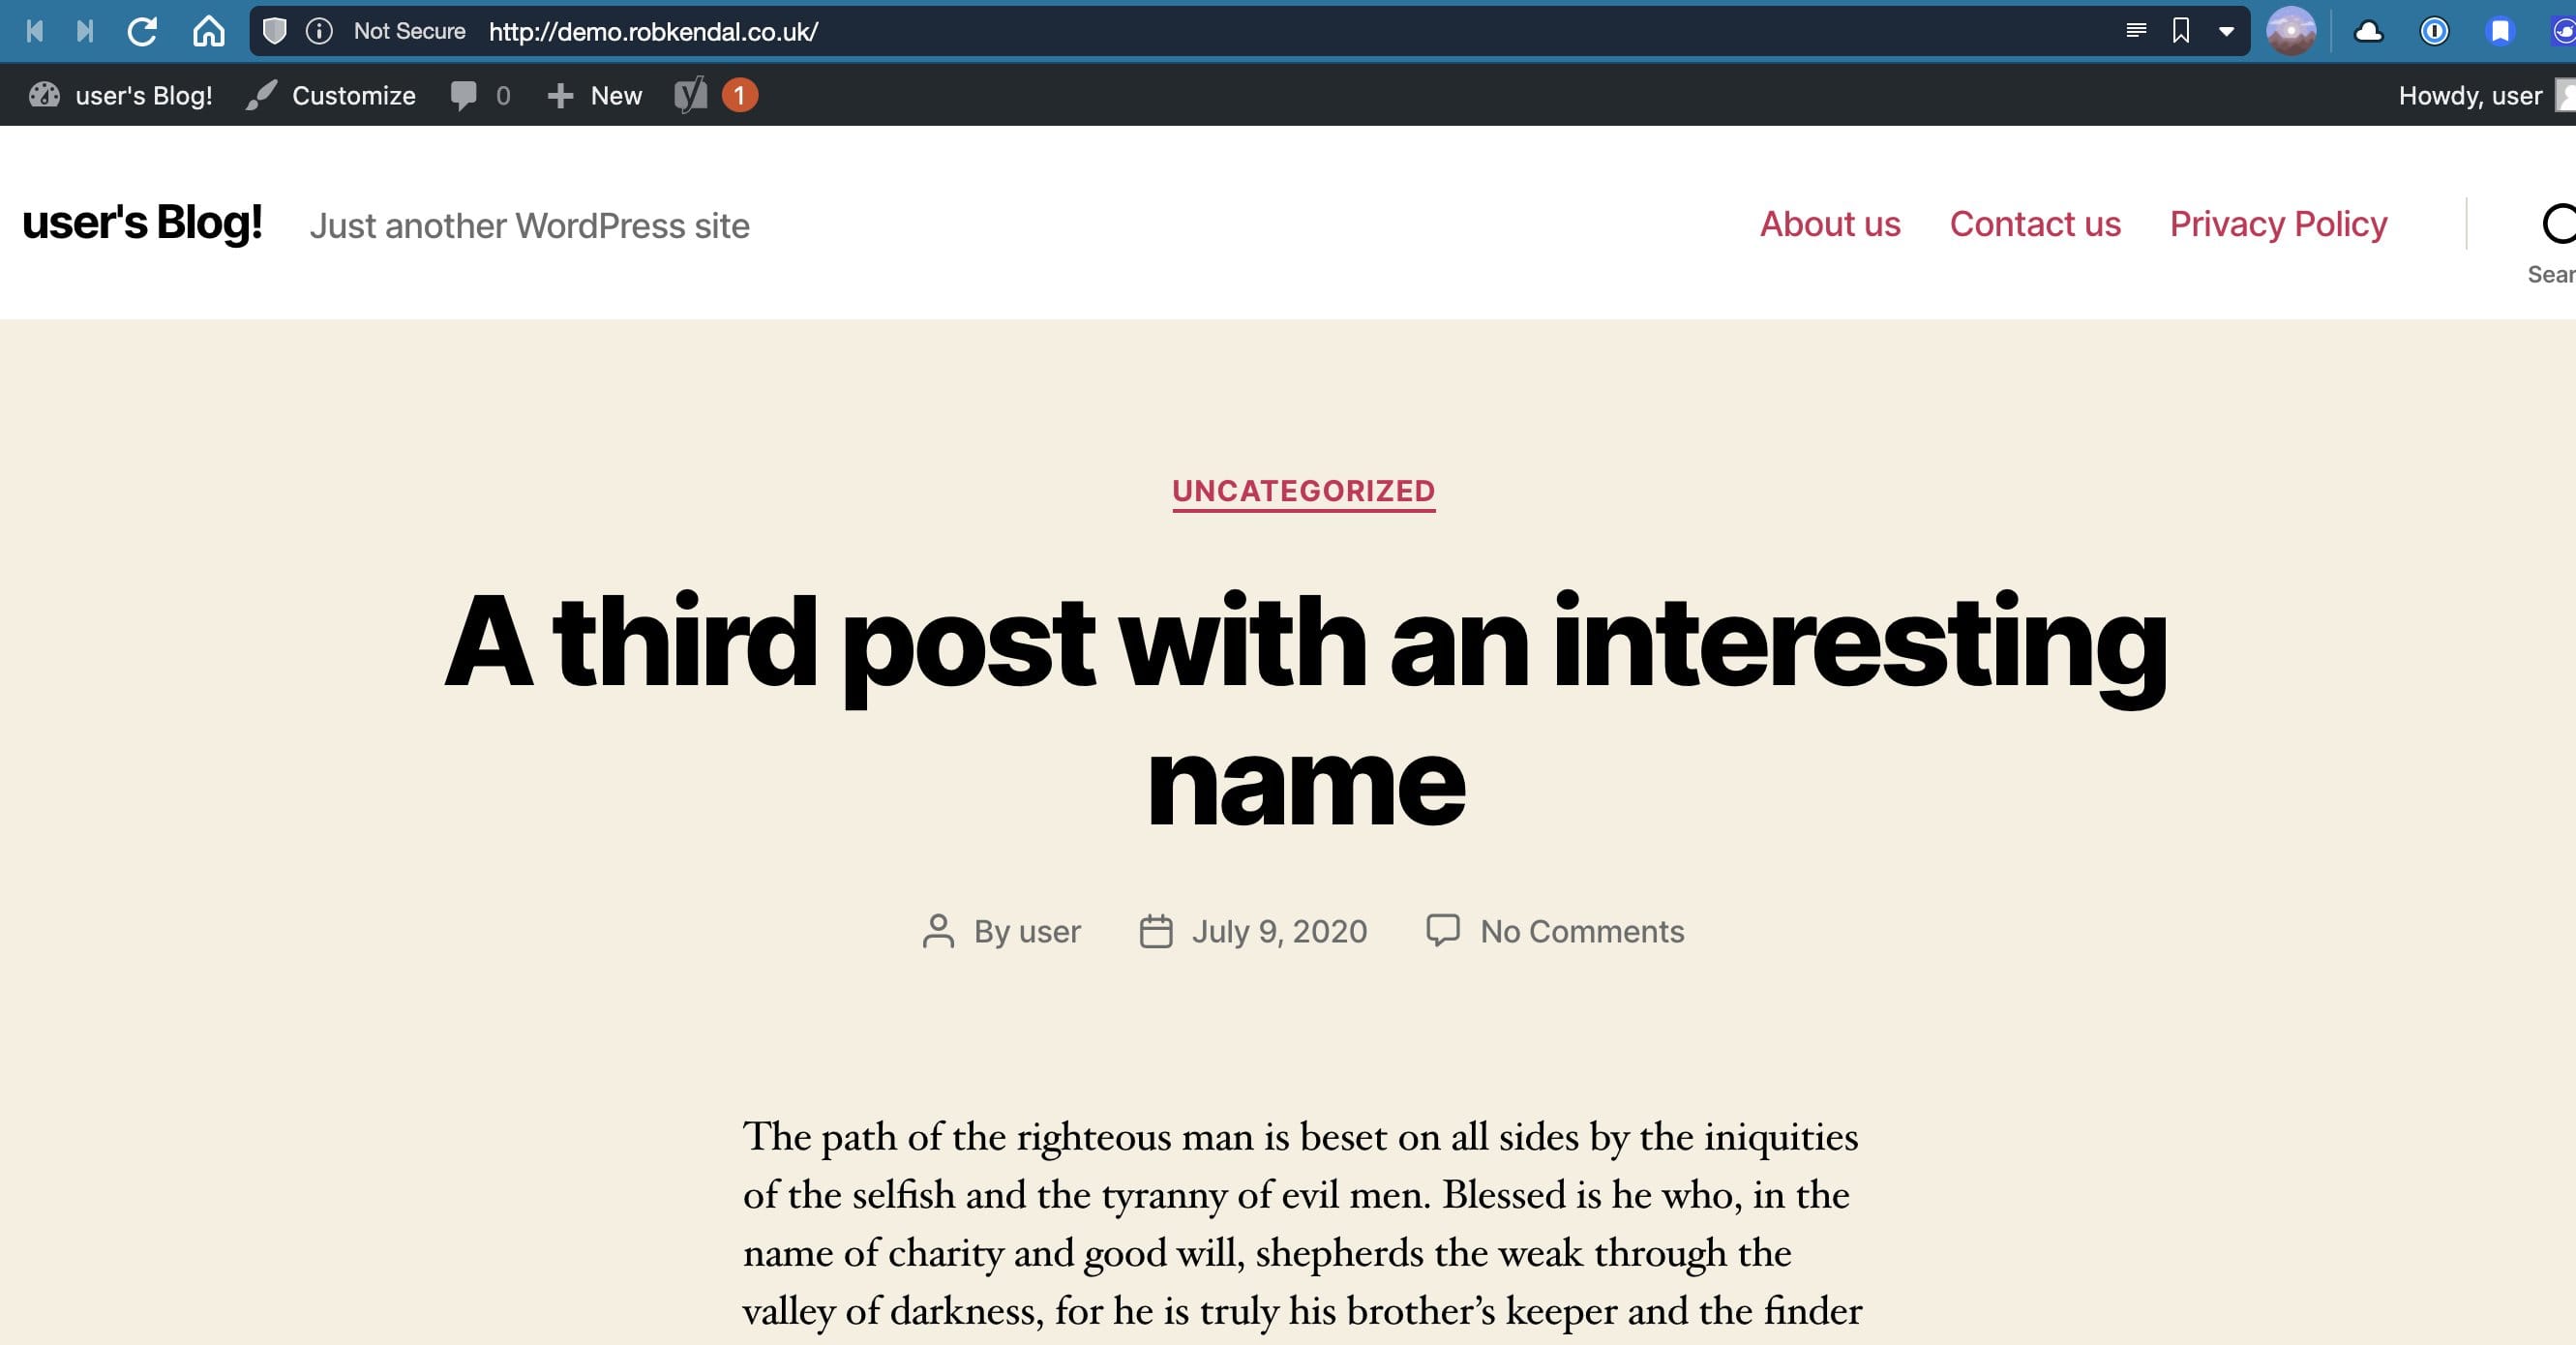 Not Secure http://demo.robkendal.co.uk/
user's Blog! Customize 0 New 1 Howdy, user
user's Blog! Just another WordPress site About us Contact us Privacy Policy
UNCATEGORIZED
A third post with an interesting
name
By user July 9, 2020 No Comments
The path of the righteous man is beset on all sides by the iniquities
of the selfish and the tyranny of evil men. Blessed is he who, in the
name of charity and good will, shepherds the weak through the
valley of darkness, for he is truly his brother’s keeper and the finder